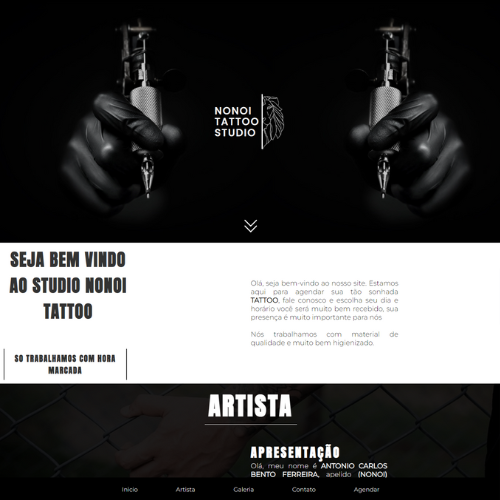 NONOI
TATTOO
STUDIO
SEJA BEM VINDO
AO STUDIO NONOI
TATTOO
SO TRABALHAMOS COM HORA
MARCADA
Olá, seja bem-vindo ao nosso site. Estamos
aqui para agendar sua tão sonhada
TATTOO, fale conosco e escolha seu dia e
horário você será muito bem recebido, sua
presença é muito importante para nós
Nós trabalhamos com material de
qualidade e muito bem higienizado.
ARTISTA
APRESENTAÇÃO
Olá, meu nome é ANTONIO CARLOS
BENTO FERREIRA, apelido (NONOI)
Inicio Artista Galeria Contato Agendar